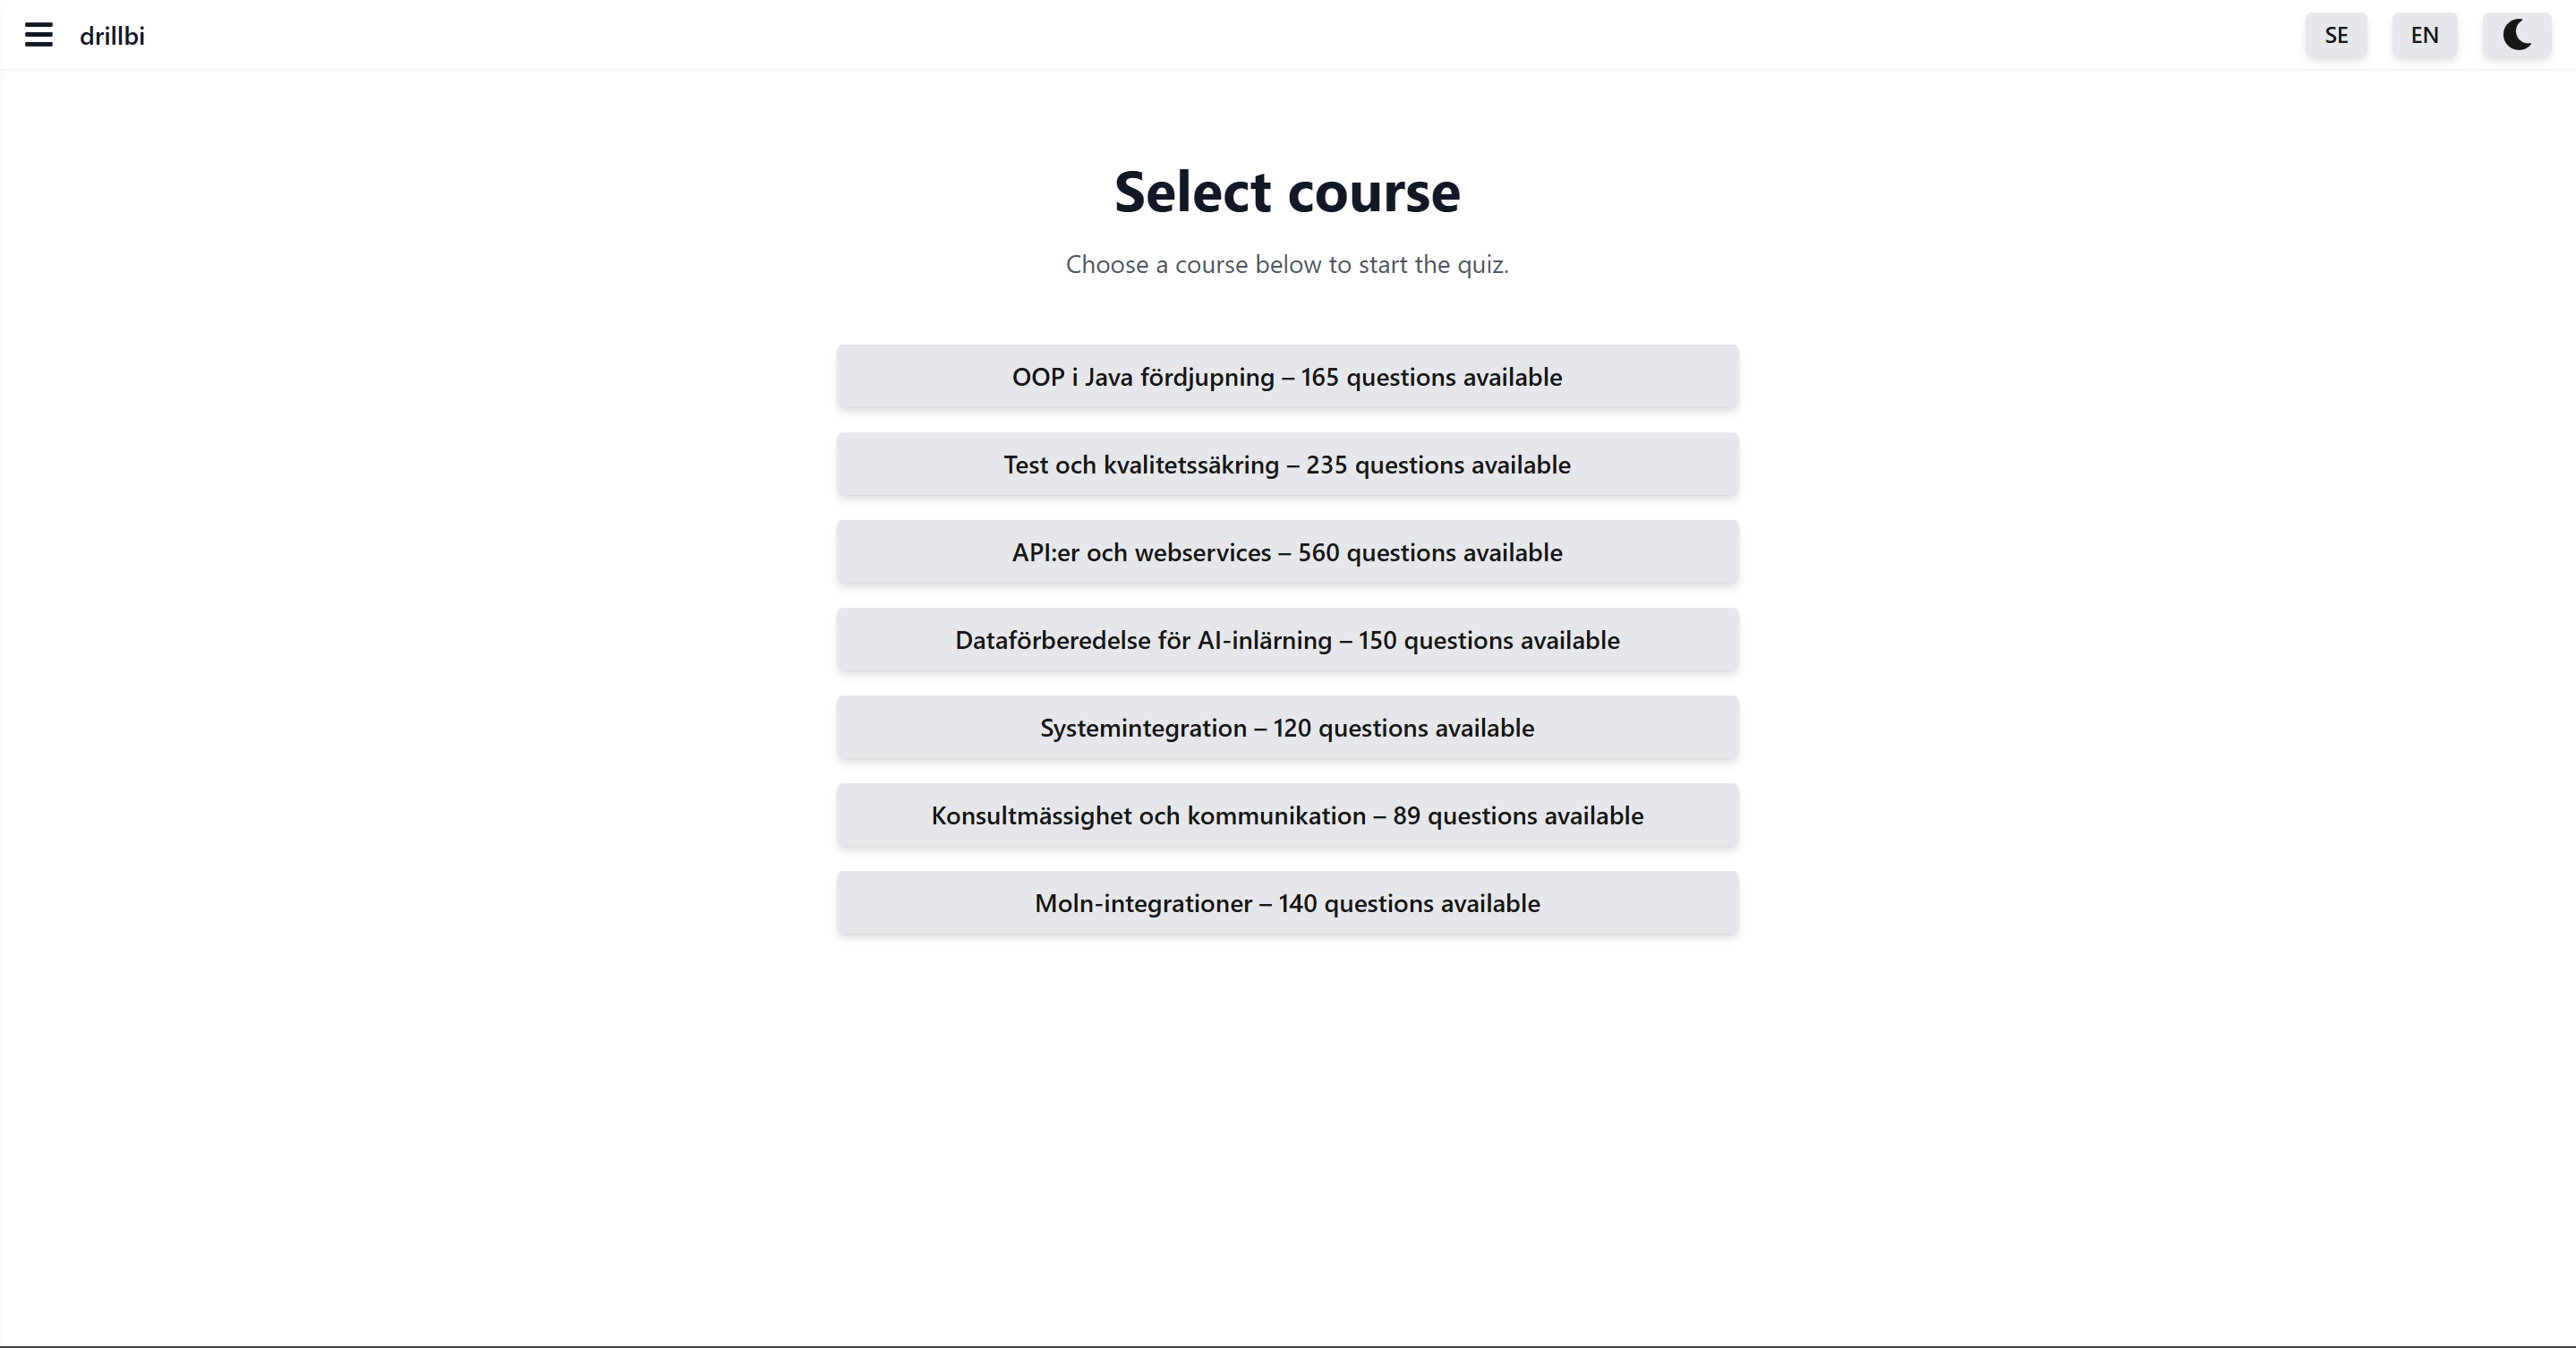 drillbi
SE
EN
Select course
Choose a course below to start the quiz.
OOP i Java fördjupning – 165 questions available
Test och kvalitetssäkring – 235 questions available
API:er och webservices – 560 questions available
Dataförberedelse för AI-inlärning – 150 questions available
Systemintegration – 120 questions available
Konsultmässighet och kommunikation – 89 questions available
Moln-integrationer – 140 questions available